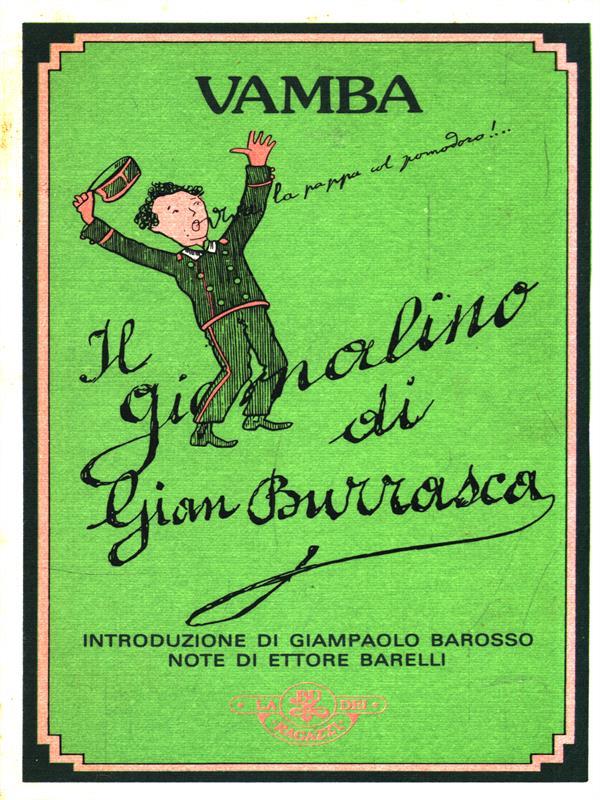 VAMBA
Viva la pappa col pomodoro!...
Il
giornalino
di
Gian Burrasca
INTRODUZIONE DI GIAMPAOLO BAROSSO
NOTE DI ETTORE BARELLI
LA BUR DEI
RAGAZZI